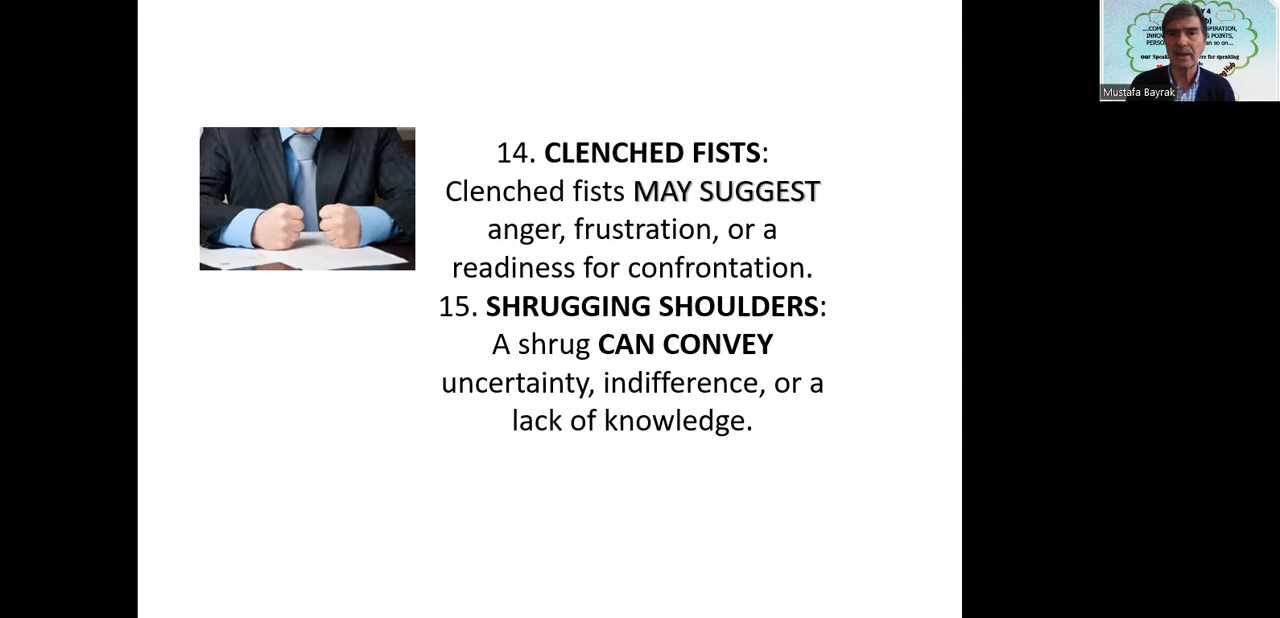 14. CLENCHED FISTS:
Clenched fists MAY SUGGEST
anger, frustration, or a
readiness for confrontation.
15. SHRUGGING SHOULDERS:
A shrug CAN CONVEY
uncertainty, indifference, or a
lack of knowledge.
Mustafa Bayrak